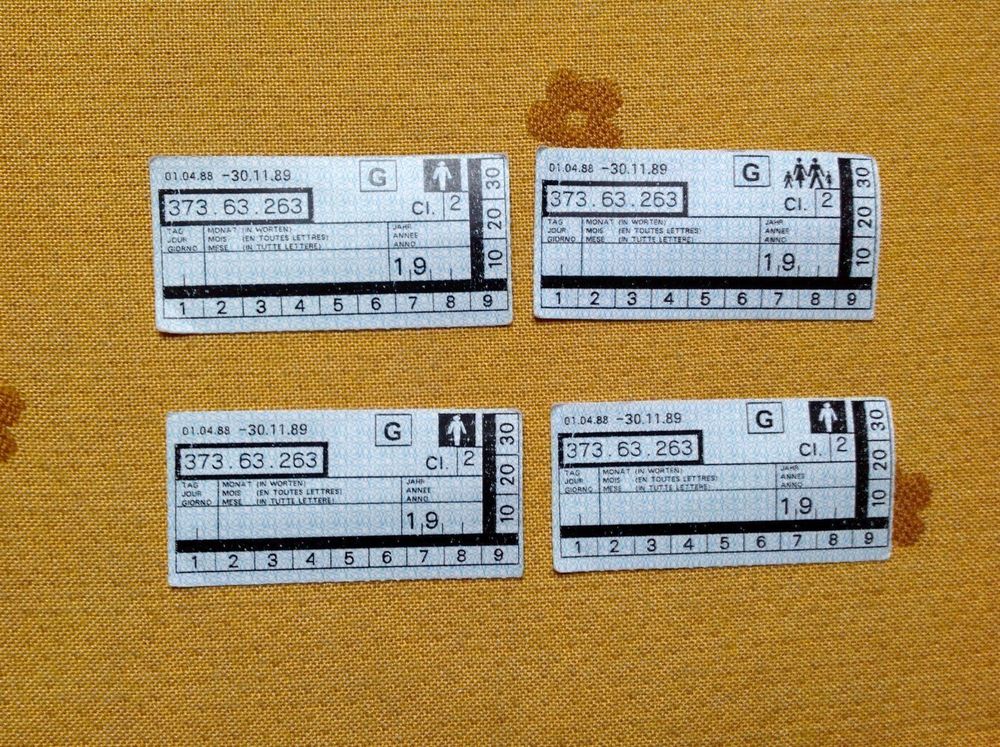 01.04.88 -30.11.89 G
373.63.263 Cl. 2
TAG MONAT (IN WORTEN) JAHR
JOUR MOIS (EN TOUTES LETTRES) ANNEE
GIORNO MESE (IN TUTTE LETTERE) ANNO
19
10 20 30
1 2 3 4 5 6 7 8 9
01.04.88 -30.11.89 G
373.63.263 Cl. 2
TAG MONAT (IN WORTEN) JAHR
JOUR MOIS (EN TOUTES LETTRES) ANNEE
GIORNO MESE (IN TUTTE LETTERE) ANNO
19
10 20 30
1 2 3 4 5 6 7 8 9
01.04.88 -30.11.89 G
373.63.263 Cl. 2
TAG MONAT (IN WORTEN) JAHR
JOUR MOIS (EN TOUTES LETTRES) ANNEE
GIORNO MESE (IN TUTTE LETTERE) ANNO
19
10 20 30
1 2 3 4 5 6 7 8 9
01.04.88 -30.11.89 G
373.63.263 Cl. 2
TAG MONAT (IN WORTEN) JAHR
JOUR MOIS (EN TOUTES LETTRES) ANNEE
GIORNO MESE (IN TUTTE LETTERE) ANNO
19
10 20 30
1 2 3 4 5 6 7 8 9